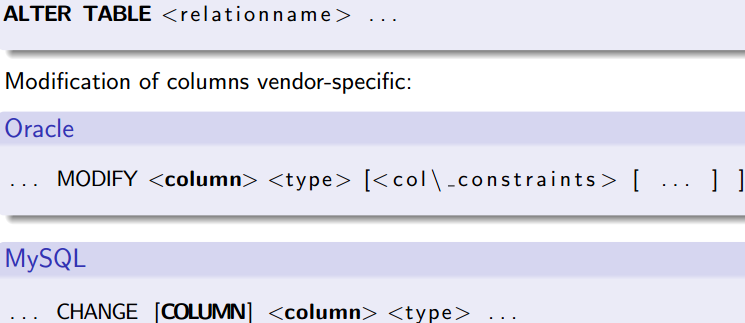 ALTER TABLE <relationname> ...
Modification of columns vendor-specific:
Oracle
... MODIFY <column> <type> [<col\_constraints> [ ... ] ]
MySQL
... CHANGE [COLUMN] <column> <type> ...